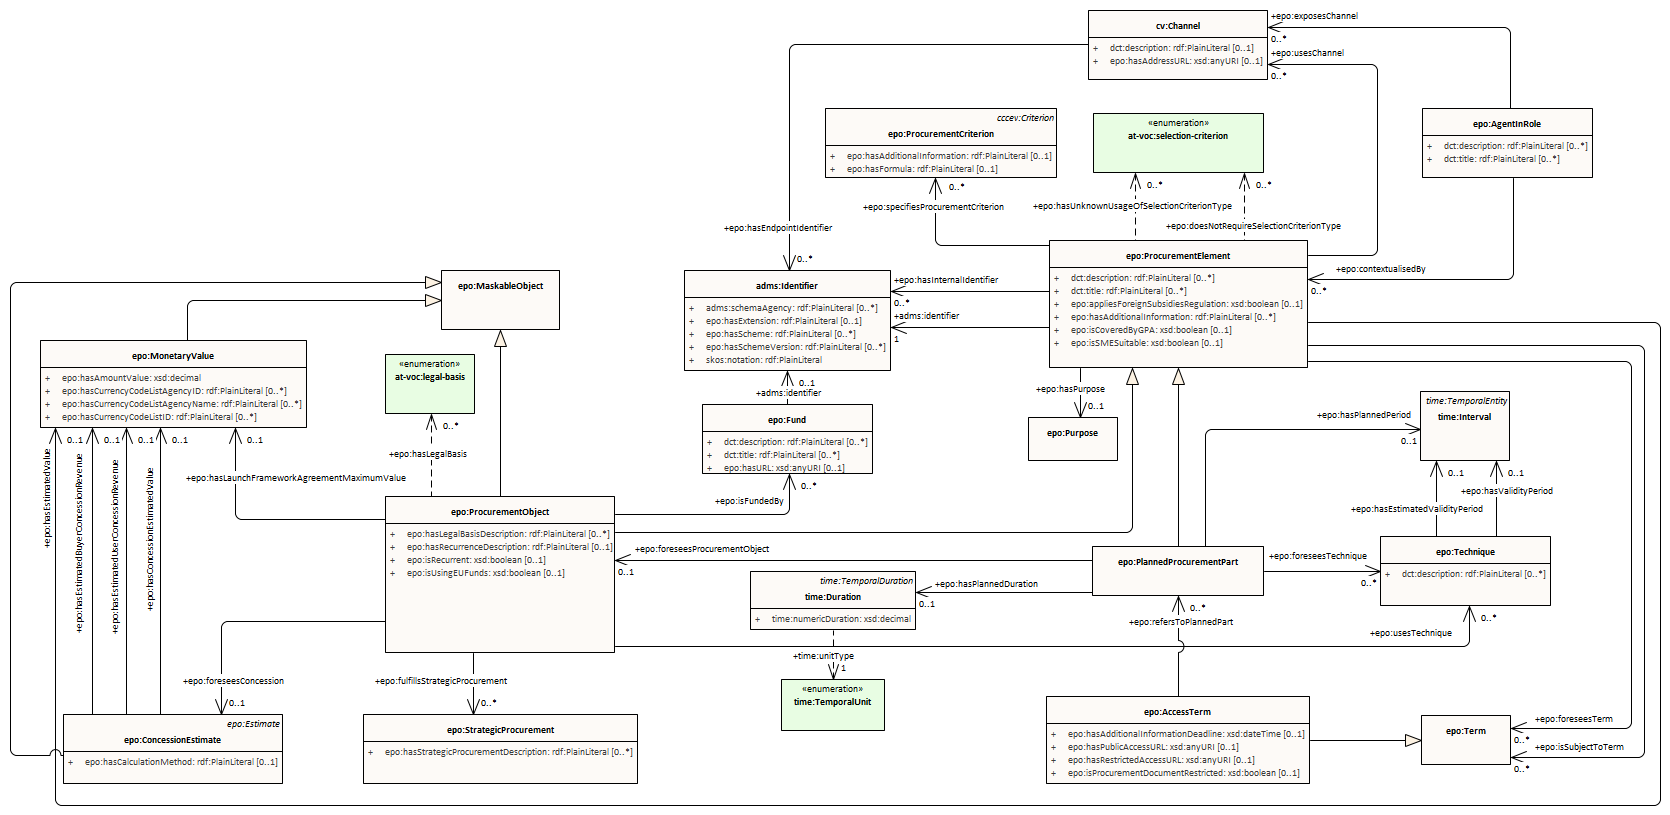 cv:Channel
+ dct:description: rdf:PlainLiteral [0..1]
+ epo:hasAddressURL: xsd:anyURI [0..1]
+epo:exposesChannel
0..*
+epo:usesChannel
0..*
cccev:Criterion
epo:ProcurementCriterion
+ epo:hasAdditionalInformation: rdf:PlainLiteral [0..1]
+ epo:hasFormula: rdf:PlainLiteral [0..1]
0..*
+epo:specifiesProcurementCriterion
«enumeration»
at-voc:selection-criterion
0..*
0..*
+epo:hasUnknownUsageOfSelectionCriterionType
+epo:doesNotRequireSelectionCriterionType
epo:AgentInRole
+ dct:description: rdf:PlainLiteral [0..*]
+ dct:title: rdf:PlainLiteral [0..*]
+epo:contextualisedBy
0..*
+epo:hasEndpointIdentifier
0..*
epo:ProcurementElement
+ dct:description: rdf:PlainLiteral [0..*]
+ dct:title: rdf:PlainLiteral [0..*]
+ epo:appliesForeignSubsidiesRegulation: xsd:boolean [0..1]
+ epo:hasAdditionalInformation: rdf:PlainLiteral [0..*]
+ epo:isCoveredByGPA: xsd:boolean [0..1]
+ epo:isSMESuitable: xsd:boolean [0..1]
epo:MaskableObject
adms:Identifier
+ adms:schemaAgency: rdf:PlainLiteral [0..*]
+ epo:hasExtension: rdf:PlainLiteral [0..1]
+ epo:hasScheme: rdf:PlainLiteral [0..*]
+ epo:hasSchemeVersion: rdf:PlainLiteral [0..*]
+ skos:notation: rdf:PlainLiteral
+epo:hasInternalIdentifier
0..*
+adms:identifier
1
epo:MonetaryValue
+ epo:hasAmountValue: xsd:decimal
+ epo:hasCurrencyCodeListAgencyID: rdf:PlainLiteral [0..*]
+ epo:hasCurrencyCodeListAgencyName: rdf:PlainLiteral [0..*]
+ epo:hasCurrencyCodeListID: rdf:PlainLiteral [0..*]
0..1
0..1
0..1
0..1
0..1
+epo:hasEstimatedValue
+epo:hasEstimatedBuyerConcessionRevenue
+epo:hasEstimatedUserConcessionRevenue
+epo:hasConcessionEstimatedValue
+epo:hasLaunchFrameworkAgreementMaximumValue
«enumeration»
at-voc:legal-basis
0..*
+epo:hasLegalBasis
0..1
+adms:identifier
epo:Fund
+ dct:description: rdf:PlainLiteral [0..*]
+ dct:title: rdf:PlainLiteral [0..*]
+ epo:hasURL: xsd:anyURI [0..1]
0..*
+epo:isFundedBy
+epo:hasPurpose
0..1
epo:Purpose
time:TemporalEntity
time:Interval
+epo:hasPlannedPeriod
0..1
0..1
0..1
+epo:hasValidityPeriod
+epo:hasEstimatedValidityPeriod
epo:ProcurementObject
+ epo:hasLegalBasisDescription: rdf:PlainLiteral [0..*]
+ epo:hasRecurrenceDescription: rdf:PlainLiteral [0..1]
+ epo:isRecurrent: xsd:boolean [0..1]
+ epo:isUsingEUFunds: xsd:boolean [0..1]
+epo:foreseesProcurementObject
0..1
epo:PlannedProcurementPart
+epo:foreseesTechnique
0..*
epo:Technique
+ dct:description: rdf:PlainLiteral [0..*]
0..*
+epo:usesTechnique
time:TemporalDuration
time:Duration
+ time:numericDuration: xsd:decimal
+epo:hasPlannedDuration
0..1
+time:unitType
1
«enumeration»
time:TemporalUnit
0..*
+epo:refersToPlannedPart
+epo:foreseesConcession
0..1
+epo:fulfillsStrategicProcurement
0..*
epo:Estimate
epo:ConcessionEstimate
+ epo:hasCalculationMethod: rdf:PlainLiteral [0..1]
epo:StrategicProcurement
+ epo:hasStrategicProcurementDescription: rdf:PlainLiteral [0..*]
epo:AccessTerm
+ epo:hasAdditionalInformationDeadline: xsd:dateTime [0..1]
+ epo:hasPublicAccessURL: xsd:anyURI [0..1]
+ epo:hasRestrictedAccessURL: xsd:anyURI [0..1]
+ epo:isProcurementDocumentRestricted: xsd:boolean [0..1]
epo:Term
+epo:foreseesTerm
0..*
+epo:isSubjectToTerm
0..*